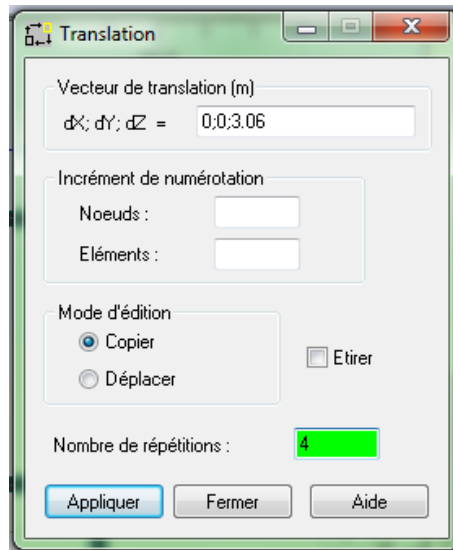 Translation
Vecteur de translation (m)
dX; dY; dZ = 0;0;3.06
Incrément de numérotation
Noeuds :
Eléments :
Mode d'édition
Copier
Etirer
Déplacer
Nombre de répétitions : 4
Appliquer Fermer Aide